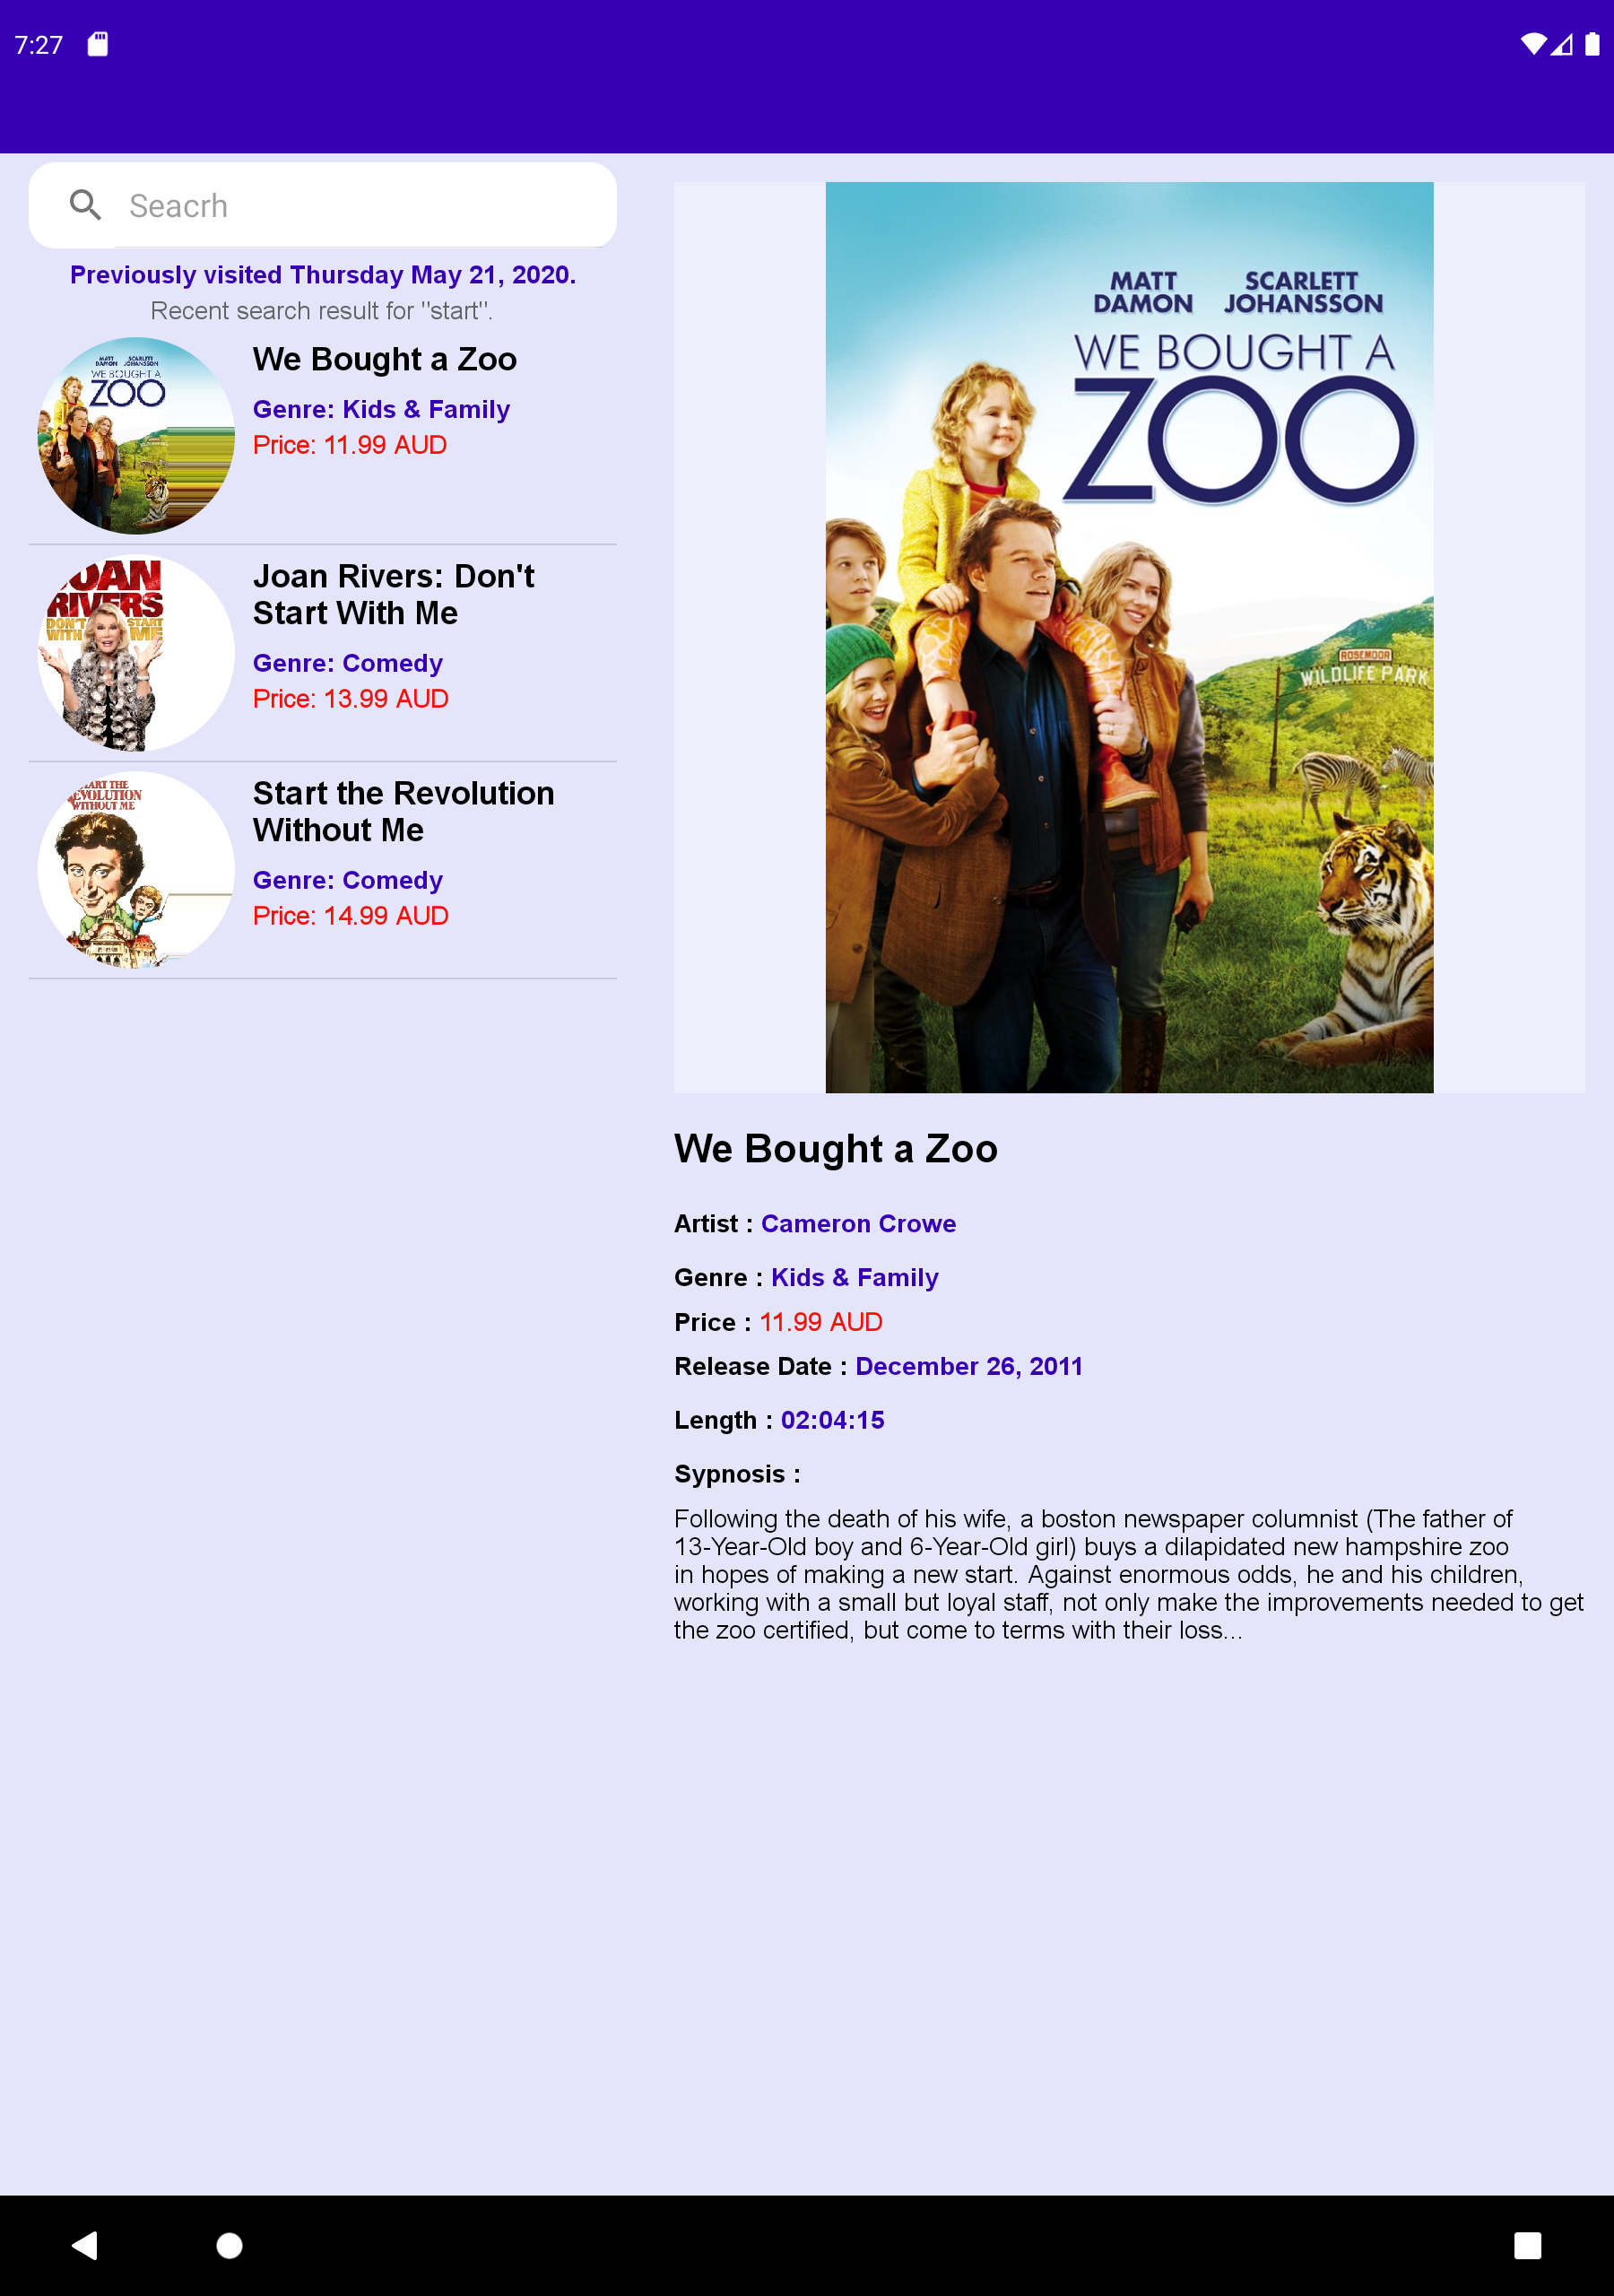 7:27
Seacrh
Previously visited Thursday May 21, 2020.
Recent search result for "start".
MATT SCARLETT
DAMON JOHANSSON
WE BOUGHT A
ZOO
We Bought a Zoo
Genre: Kids & Family
Price: 11.99 AUD
JOAN
RIVERS
DON'T START
WITH ME
Joan Rivers: Don't
Start With Me
Genre: Comedy
Price: 13.99 AUD
START THE
REVOLUTION
WITHOUT ME
Start the Revolution
Without Me
Genre: Comedy
Price: 14.99 AUD
MATT SCARLETT
DAMON JOHANSSON
WE BOUGHT A
ZOO
ROSEMOOR
WILDLIFE PARK
We Bought a Zoo
Artist : Cameron Crowe
Genre : Kids & Family
Price : 11.99 AUD
Release Date : December 26, 2011
Length : 02:04:15
Sypnosis :
Following the death of his wife, a boston newspaper columnist (The father of
13-Year-Old boy and 6-Year-Old girl) buys a dilapidated new hampshire zoo
in hopes of making a new start. Against enormous odds, he and his children,
working with a small but loyal staff, not only make the improvements needed to get
the zoo certified, but come to terms with their loss...